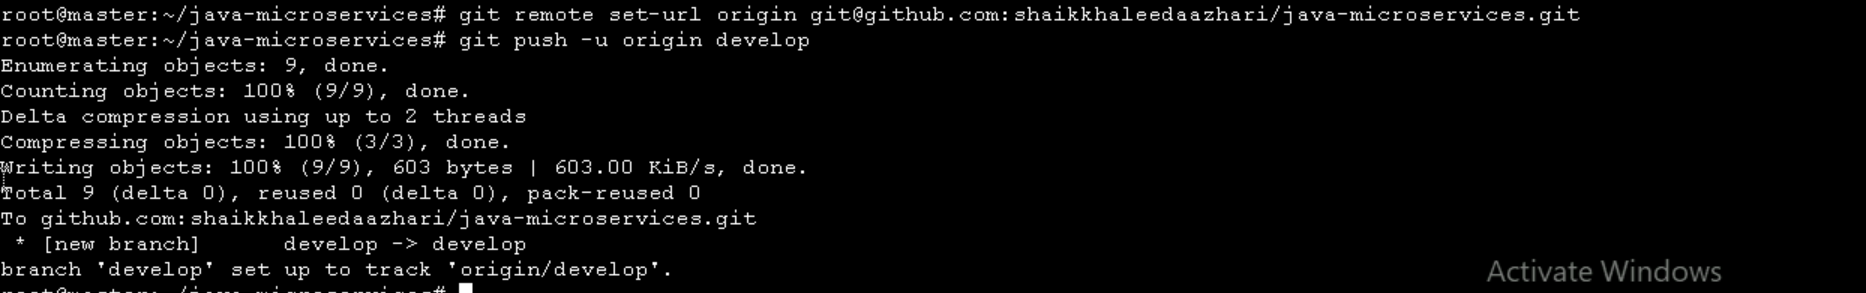 root@master:~/java-microservices# git remote set-url origin git@github.com:shaikkhaleedaazhari/java-microservices.git
root@master:~/java-microservices# git push -u origin develop
Enumerating objects: 9, done.
Counting objects: 100% (9/9), done.
Delta compression using up to 2 threads
Compressing objects: 100% (3/3), done.
Writing objects: 100% (9/9), 603 bytes | 603.00 KiB/s, done.
Total 9 (delta 0), reused 0 (delta 0), pack-reused 0
To github.com:shaikkhaleedaazhari/java-microservices.git
 * [new branch]      develop -> develop
branch 'develop' set up to track 'origin/develop'.
root@master:~/java-microservices#
Activate Windows